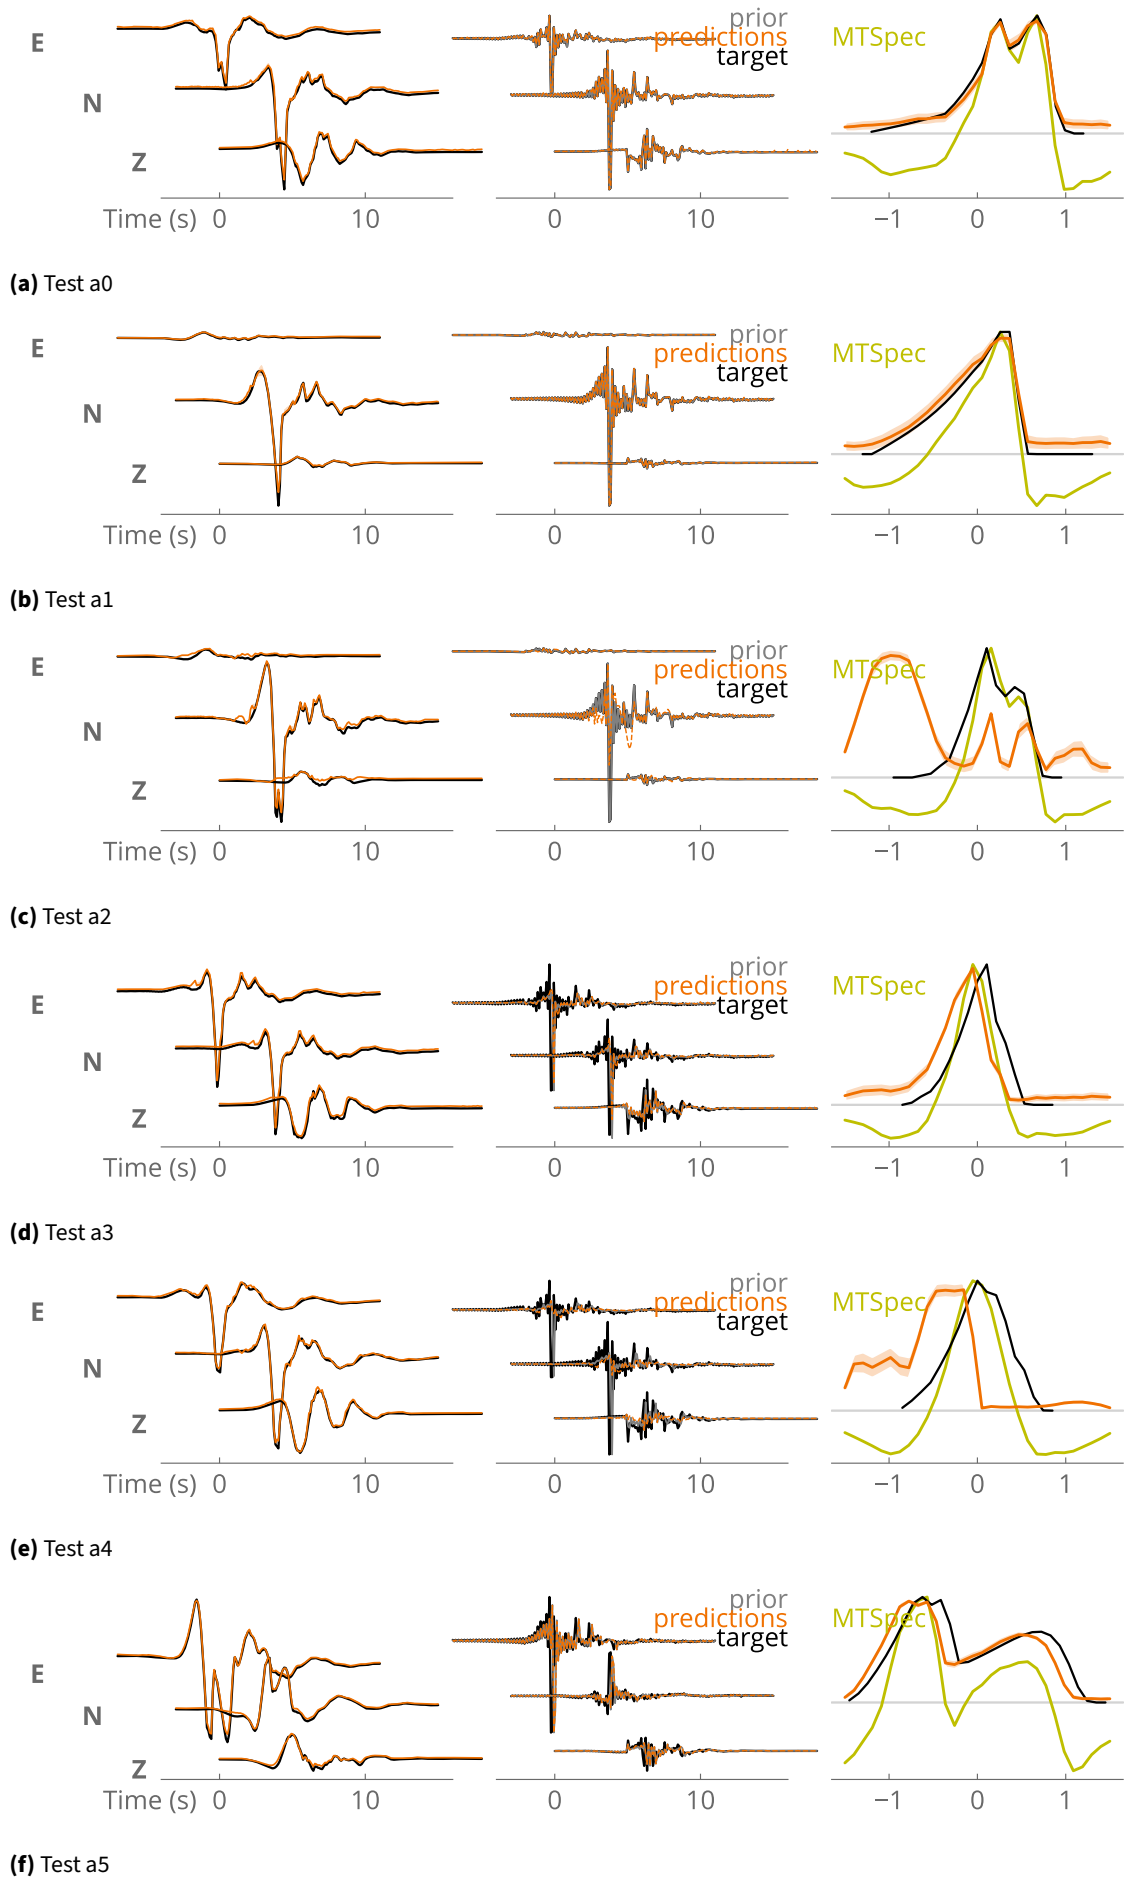 prior
E predictions MTSpec
target
N
Z
Time (s) 0 10 0 10 −1 0 1
(a) Test a0
prior
E predictions MTSpec
target
N
Z
Time (s) 0 10 0 10 −1 0 1
(b) Test a1
prior
E predictions MTSpec
target
N
Z
Time (s) 0 10 0 10 −1 0 1
(c) Test a2
prior
predictions MTSpec
E target
N
Z
Time (s) 0 10 0 10 −1 0 1
(d) Test a3
prior
E predictions MTSpec
target
N
Z
Time (s) 0 10 0 10 −1 0 1
(e) Test a4
prior
predictions MTSpec
target
E
N
Z
Time (s) 0 10 0 10 −1 0 1
(f) Test a5